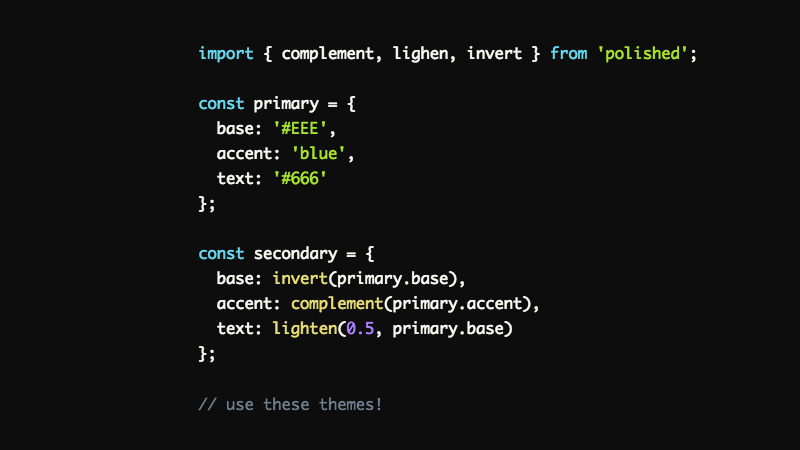 import { complement, lighen, invert } from 'polished';
const primary = {
  base: '#EEE',
  accent: 'blue',
  text: '#666'
};
const secondary = {
  base: invert(primary.base),
  accent: complement(primary.accent),
  text: lighten(0.5, primary.base)
};
// use these themes!